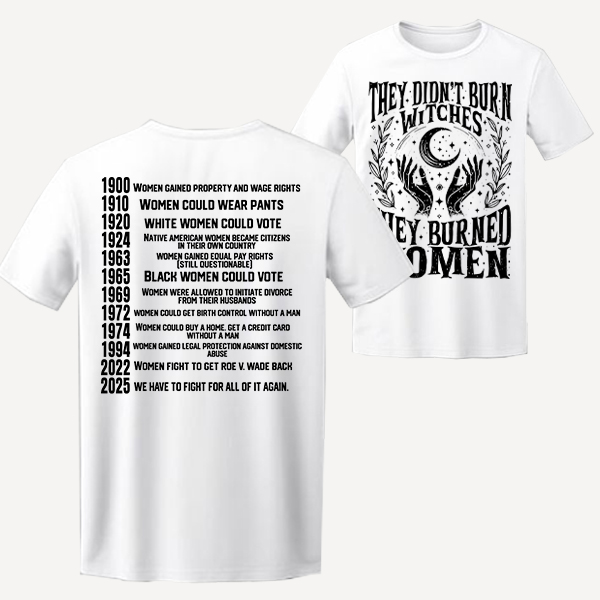 1900 WOMEN GAINED PROPERTY AND WAGE RIGHTS
1910 WOMEN COULD WEAR PANTS
1920 WHITE WOMEN COULD VOTE
1924 NATIVE AMERICAN WOMEN BECAME CITIZENS
IN THEIR OWN COUNTRY
1963 WOMEN GAINED EQUAL PAY RIGHTS
(STILL QUESTIONABLE)
1965 BLACK WOMEN COULD VOTE
1969 WOMEN WERE ALLOWED TO INITIATE DIVORCE
FROM THEIR HUSBANDS
1972 WOMEN COULD GET BIRTH CONTROL WITHOUT A MAN
1974 WOMEN COULD BUY A HOME, GET A CREDIT CARD
WITHOUT A MAN
1994 WOMEN GAINED LEGAL PROTECTION AGAINST DOMESTIC
ABUSE
2022 WOMEN FIGHT TO GET ROE V. WADE BACK
2025 WE HAVE TO FIGHT FOR ALL OF IT AGAIN.
THEY DIDN'T BURN
WITCHES
HEY BURNED
OMEN